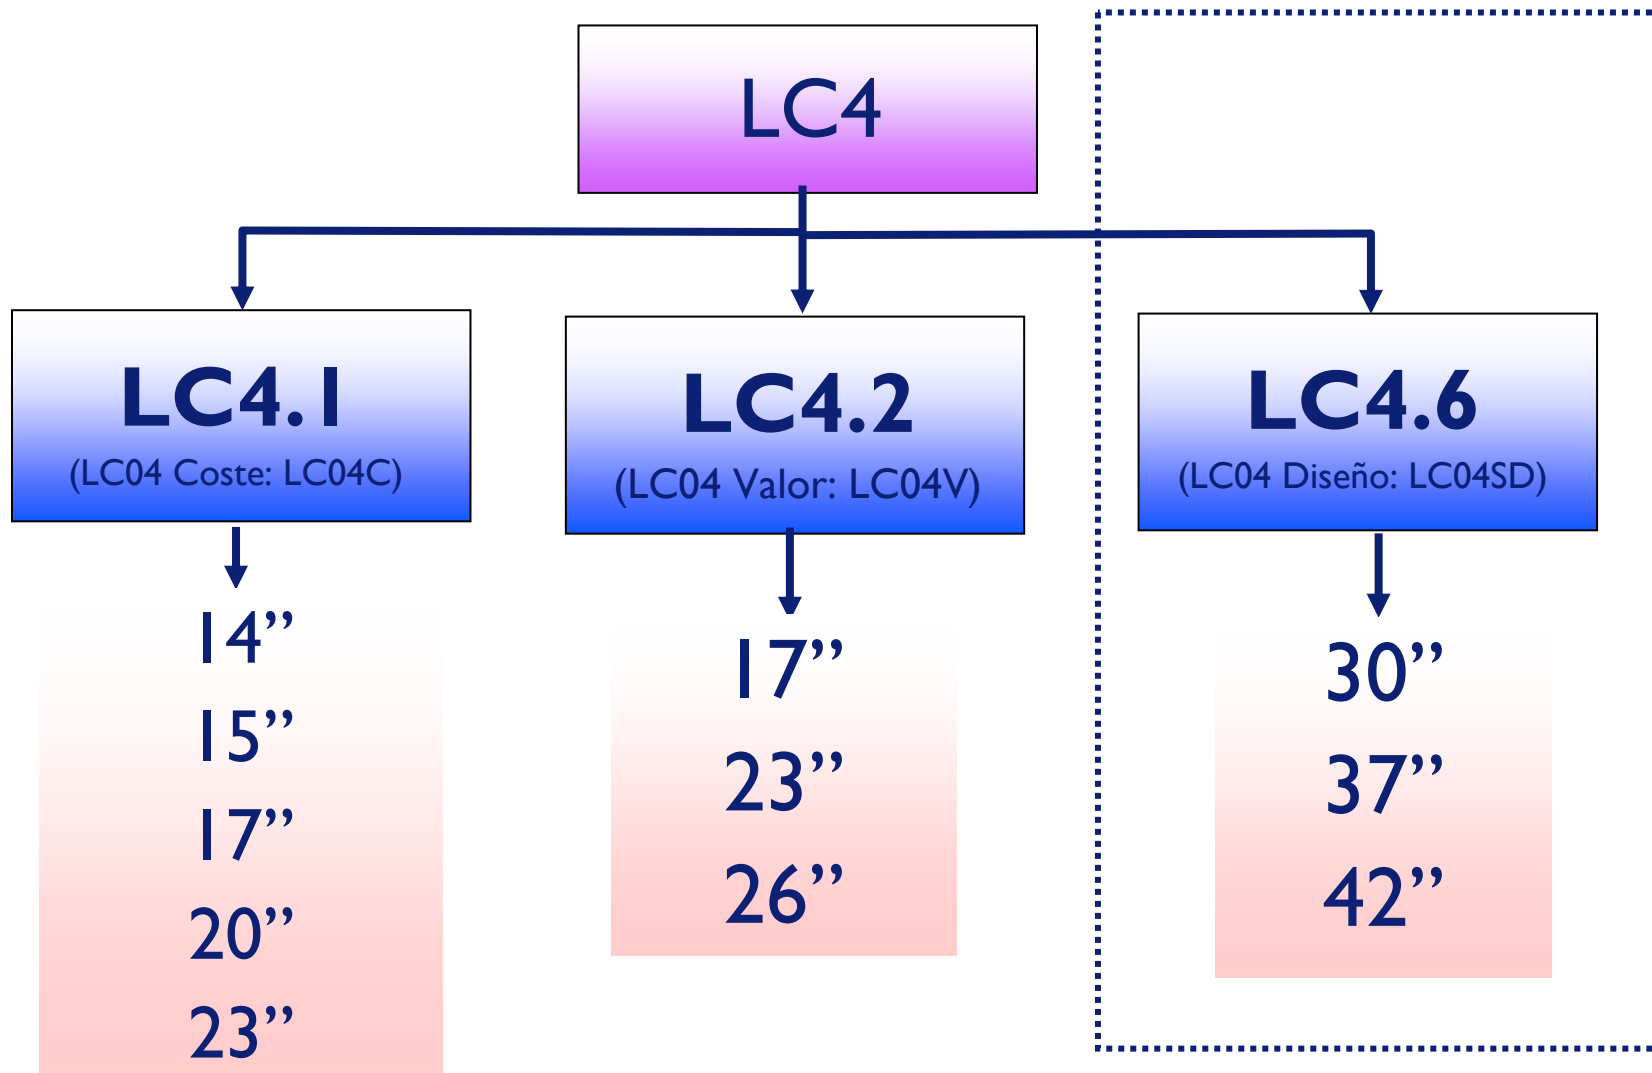 LC4
LC4.1
(LC04 Coste: LC04C)
14”
15”
17”
20”
23”
LC4.2
(LC04 Valor: LC04V)
17”
23”
26”
LC4.6
(LC04 Diseño: LC04SD)
30”
37”
42”